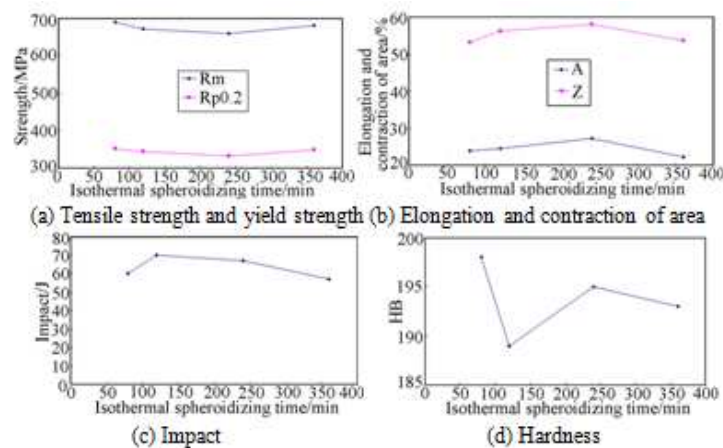 700
600
500
400
300
Strength/MPa
Rm
Rp0.2
0 50 100 150 200 250 300 350 400
Isothermal spheroidizing time/min
(a) Tensile strength and yield strength
60
50
40
30
20
Elongation and
contraction of area/%
A
Z
0 50 100 150 200 250 300 350 400
Isothermal spheroidizing time/min
(b) Elongation and contraction of area
80
70
60
50
40
30
20
10
0
Impact/J
0 50 100 150 200 250 300 350 400
Isothermal spheroidizing time/min
(c) Impact
200
195
190
185
HB
0 50 100 150 200 250 300 350 400
Isothermal spheroidizing time/min
(d) Hardness